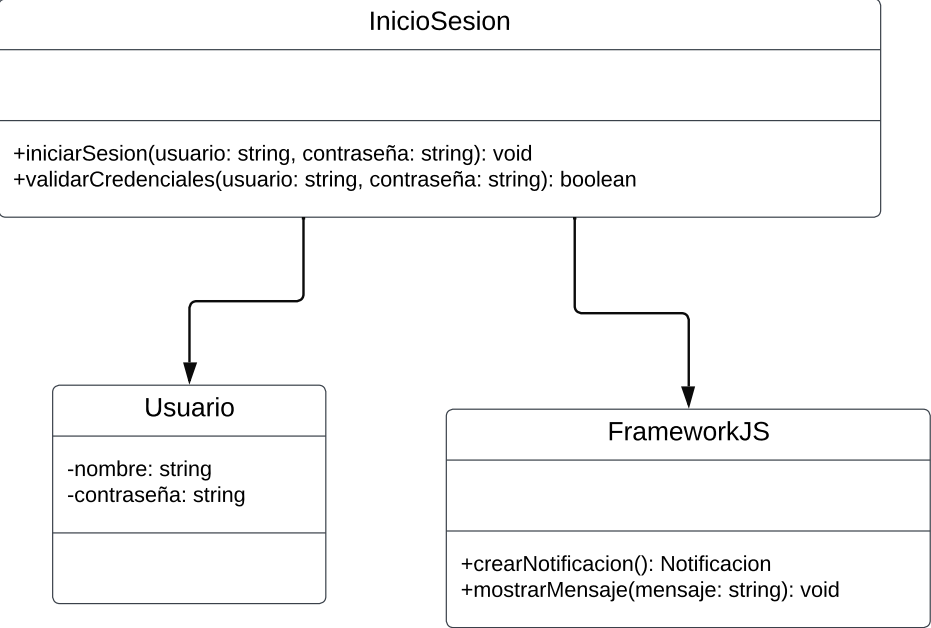 InicioSesion
+iniciarSesion(usuario: string, contraseña: string): void
+validarCredenciales(usuario: string, contraseña: string): boolean
Usuario
-nombre: string
-contraseña: string
FrameworkJS
+crearNotificacion(): Notificacion
+mostrarMensaje(mensaje: string): void